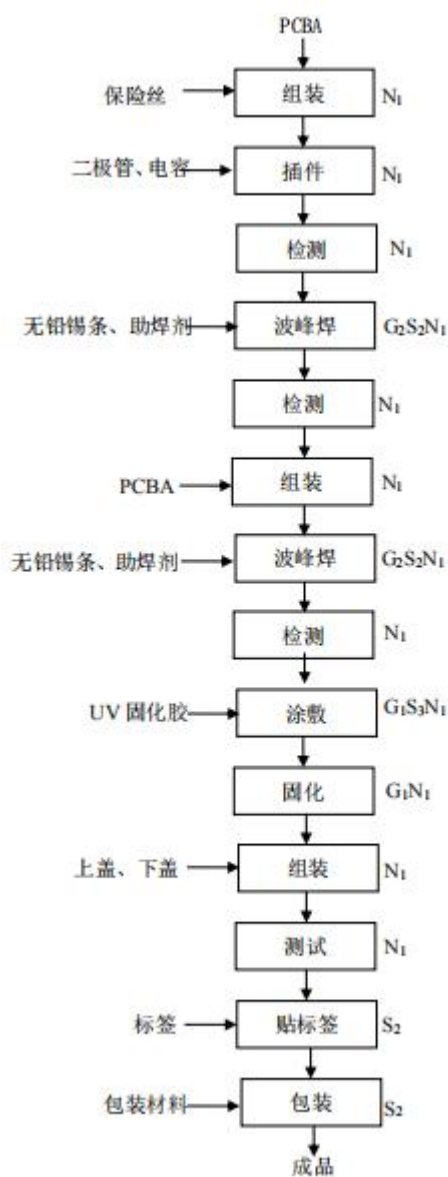 PCBA
保险丝 组装 N₁
二极管、电容 插件 N₁
检测 N₁
无铅锡条、助焊剂 波峰焊 G₂S₂N₁
检测 N₁
PCBA 组装 N₁
无铅锡条、助焊剂 波峰焊 G₂S₂N₁
检测 N₁
UV 固化胶 涂敷 G₁S₃N₁
固化 G₁N₁
上盖、下盖 组装 N₁
测试 N₁
标签 贴标签 S₂
包装材料 包装 S₂
成品